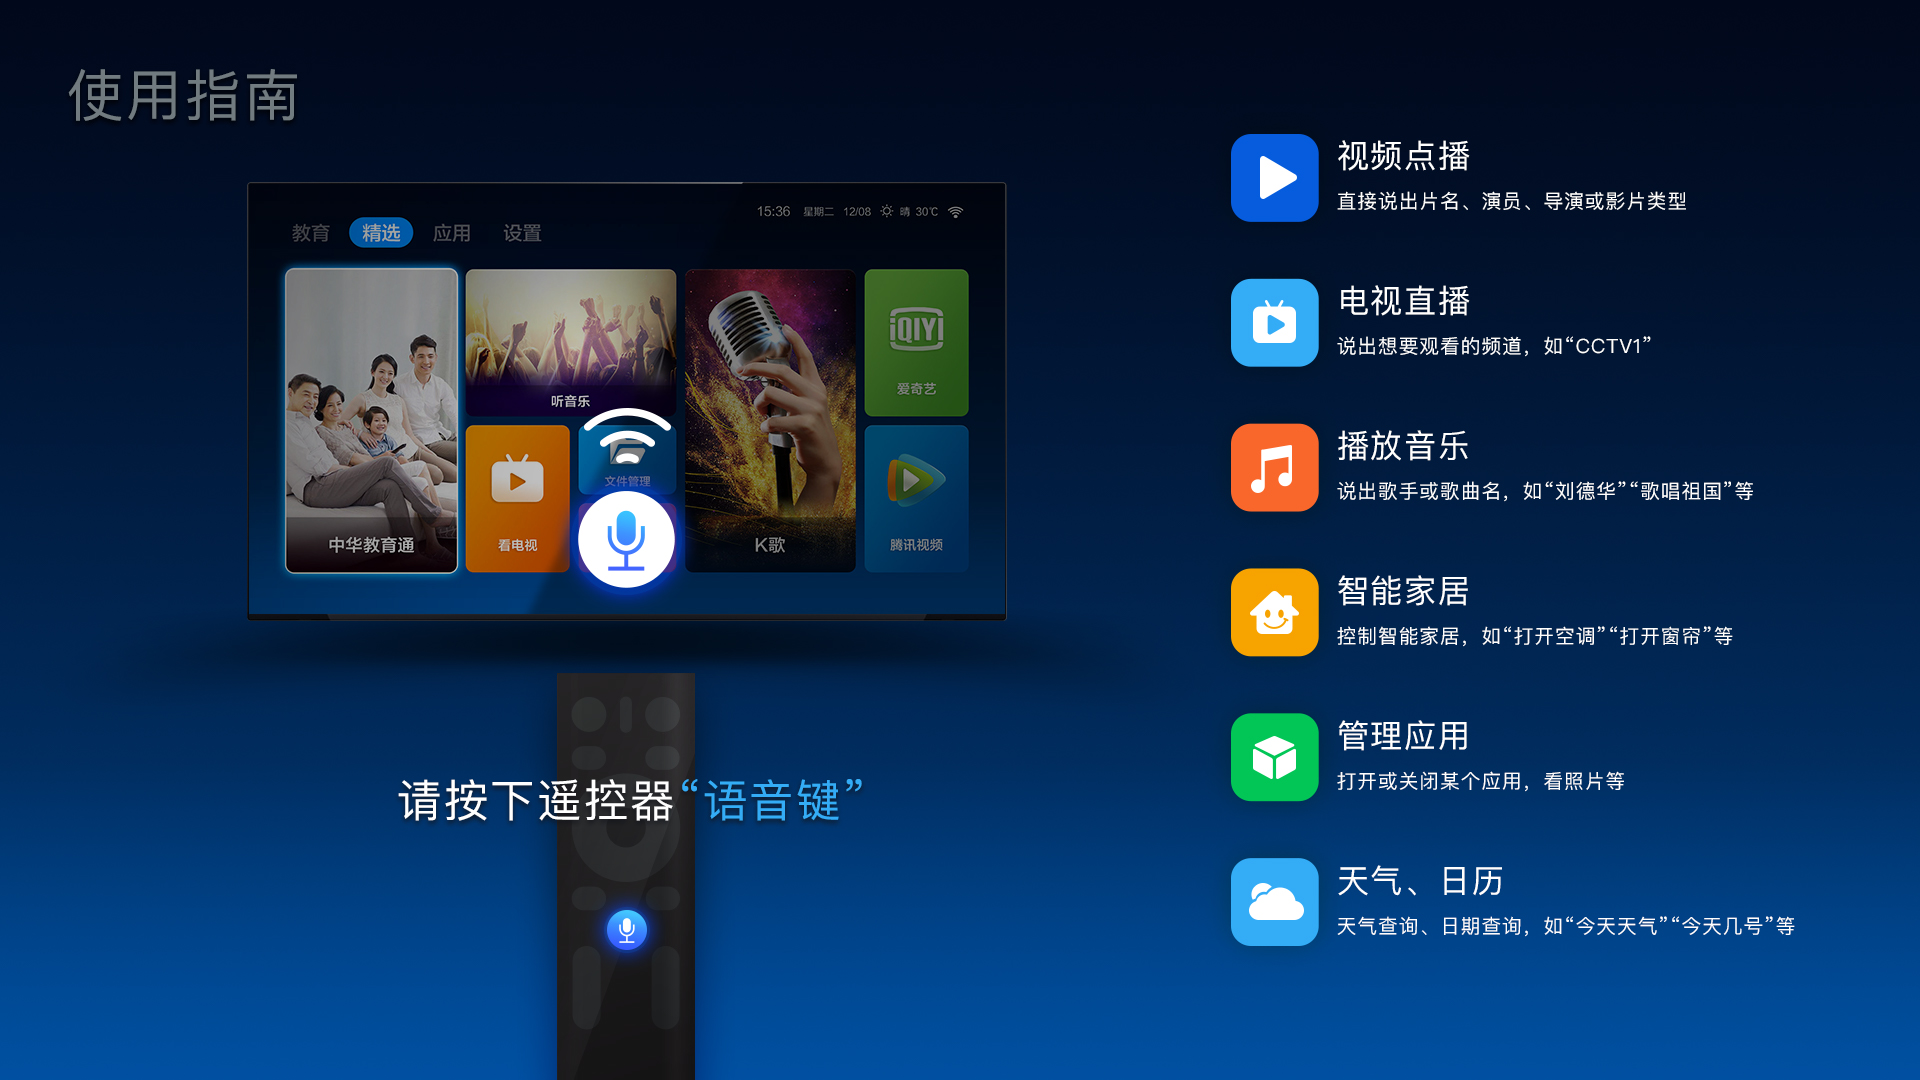 使用指南
15:36 星期二 12/08 晴 30℃
教育 精选 应用 设置
听音乐
iQIYI
爱奇艺
文件管理
中华教育通
看电视
K歌
腾讯视频
请按下遥控器“语音键”
视频点播
直接说出片名、演员、导演或影片类型
电视直播
说出想要观看的频道，如“CCTV1”
播放音乐
说出歌手或歌曲名，如“刘德华”“歌唱祖国”等
智能家居
控制智能家居，如“打开空调”“打开窗帘”等
管理应用
打开或关闭某个应用，看照片等
天气、日历
天气查询、日期查询，如“今天天气”“今天几号”等